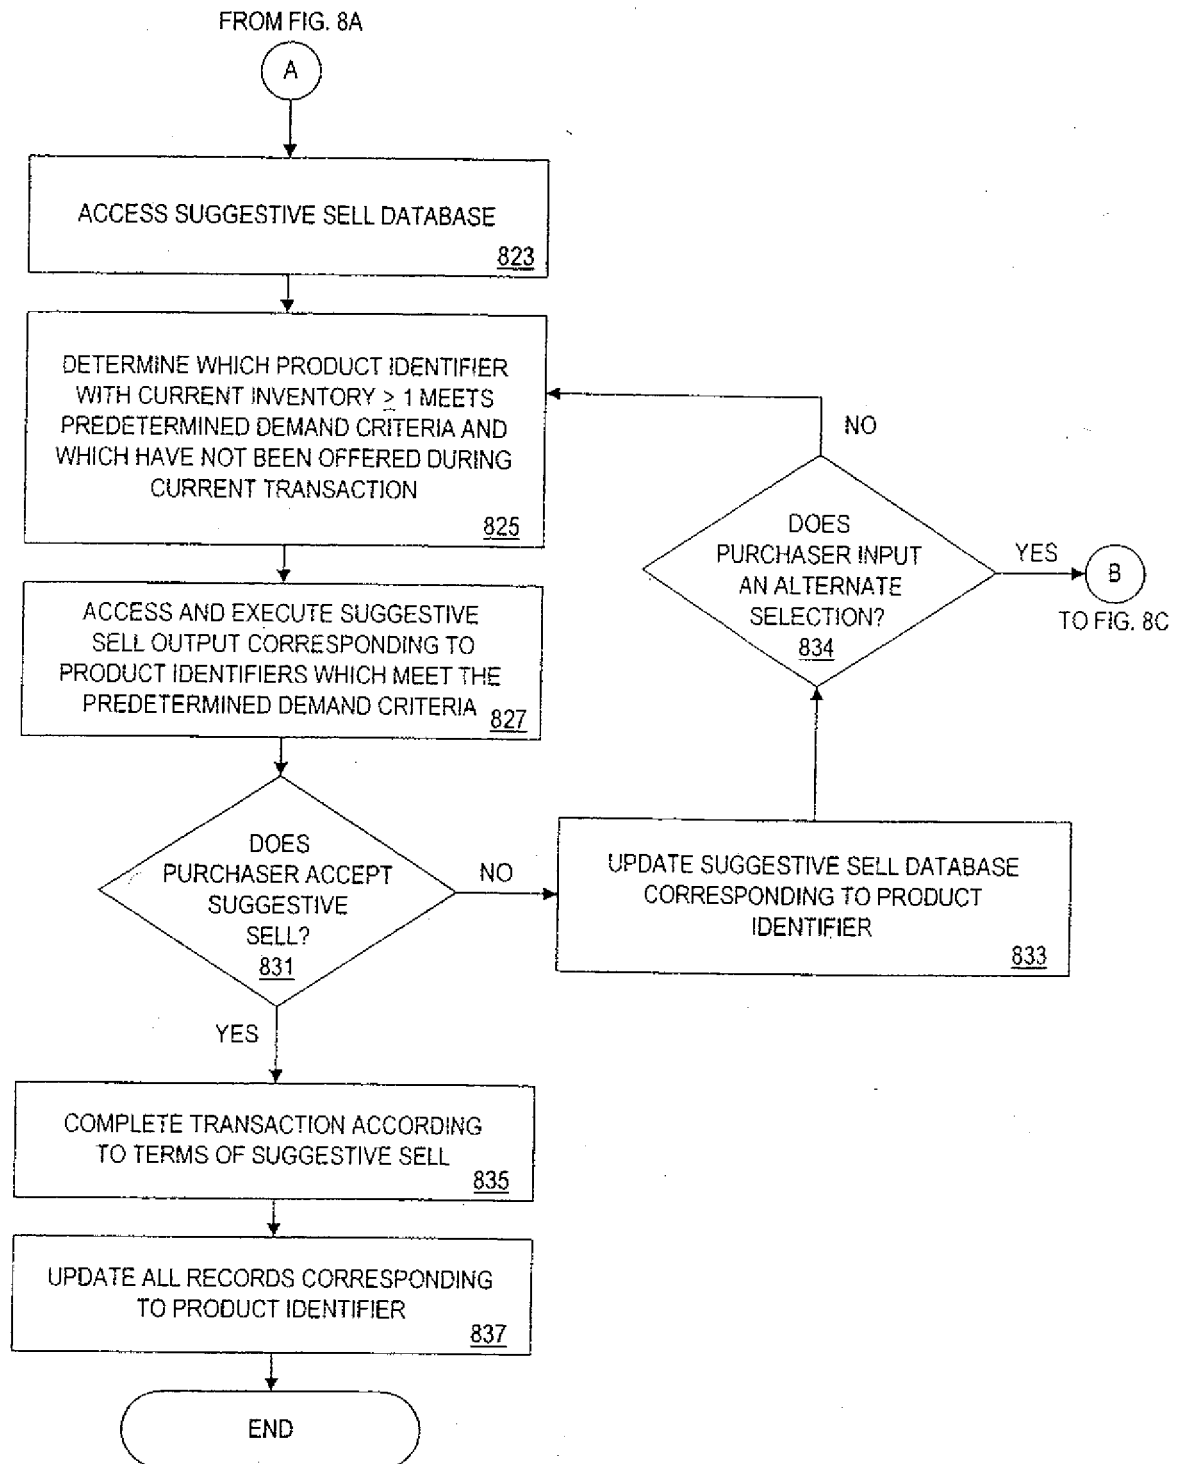 FROM FIG. 8A
A
ACCESS SUGGESTIVE SELL DATABASE
823
DETERMINE WHICH PRODUCT IDENTIFIER
WITH CURRENT INVENTORY ≥ 1 MEETS
PREDETERMINED DEMAND CRITERIA AND
WHICH HAVE NOT BEEN OFFERED DURING
CURRENT TRANSACTION
825
ACCESS AND EXECUTE SUGGESTIVE
SELL OUTPUT CORRESPONDING TO
PRODUCT IDENTIFIERS WHICH MEET THE
PREDETERMINED DEMAND CRITERIA
827
DOES
PURCHASER ACCEPT
SUGGESTIVE
SELL?
831
NO
YES
UPDATE SUGGESTIVE SELL DATABASE
CORRESPONDING TO PRODUCT
IDENTIFIER
833
DOES
PURCHASER INPUT
AN ALTERNATE
SELECTION?
834
NO
YES
B
TO FIG. 8C
COMPLETE TRANSACTION ACCORDING
TO TERMS OF SUGGESTIVE SELL
835
UPDATE ALL RECORDS CORRESPONDING
TO PRODUCT IDENTIFIER
837
END